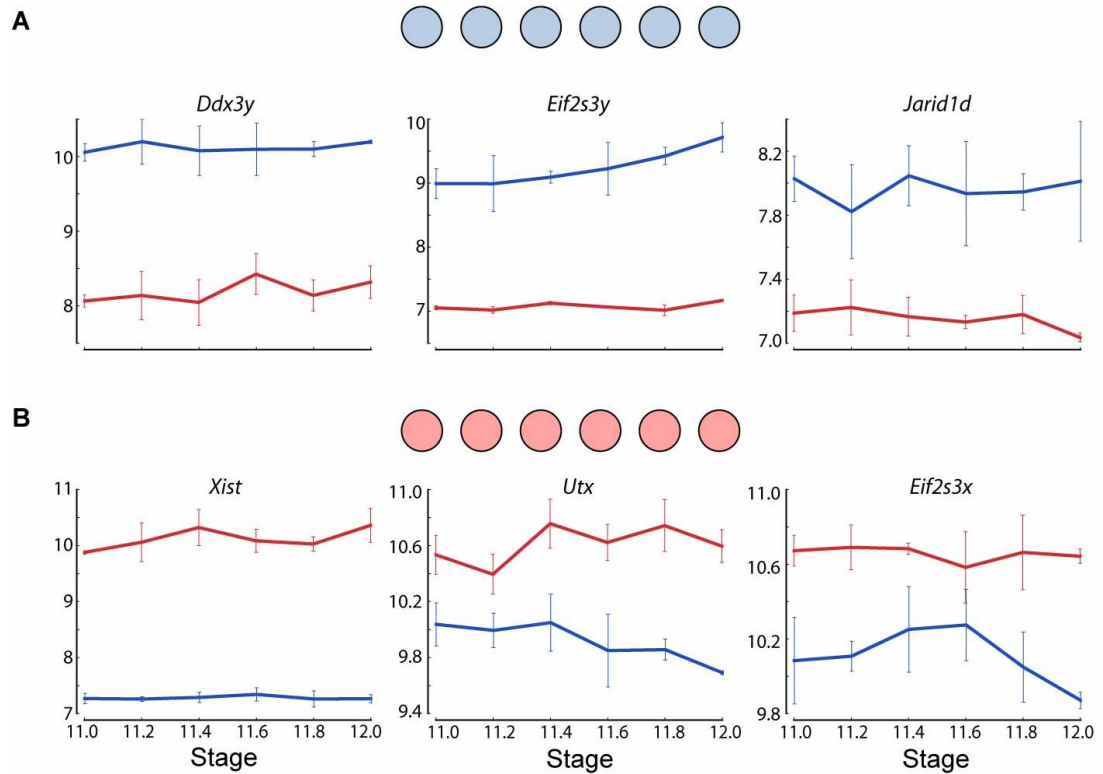 A
Ddx3y Eif2s3y Jarid1d
10 9 8
10 9 8 7
8.2 7.8 7.4 7.0
B
Xist Utx Eif2s3x
11 10 9 8 7
11.0 10.6 10.2 9.8 9.4
11.0 10.6 10.2 9.8
11.0 11.2 11.4 11.6 11.8 12.0 11.0 11.2 11.4 11.6 11.8 12.0 11.0 11.2 11.4 11.6 11.8 12.0
Stage Stage Stage